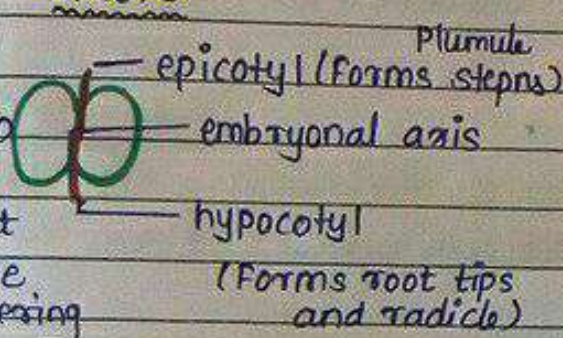 Plumule
epicotyl (Forms stepns)
embryonal axis
t hypocotyl
e (Forms root tips
and radicle)